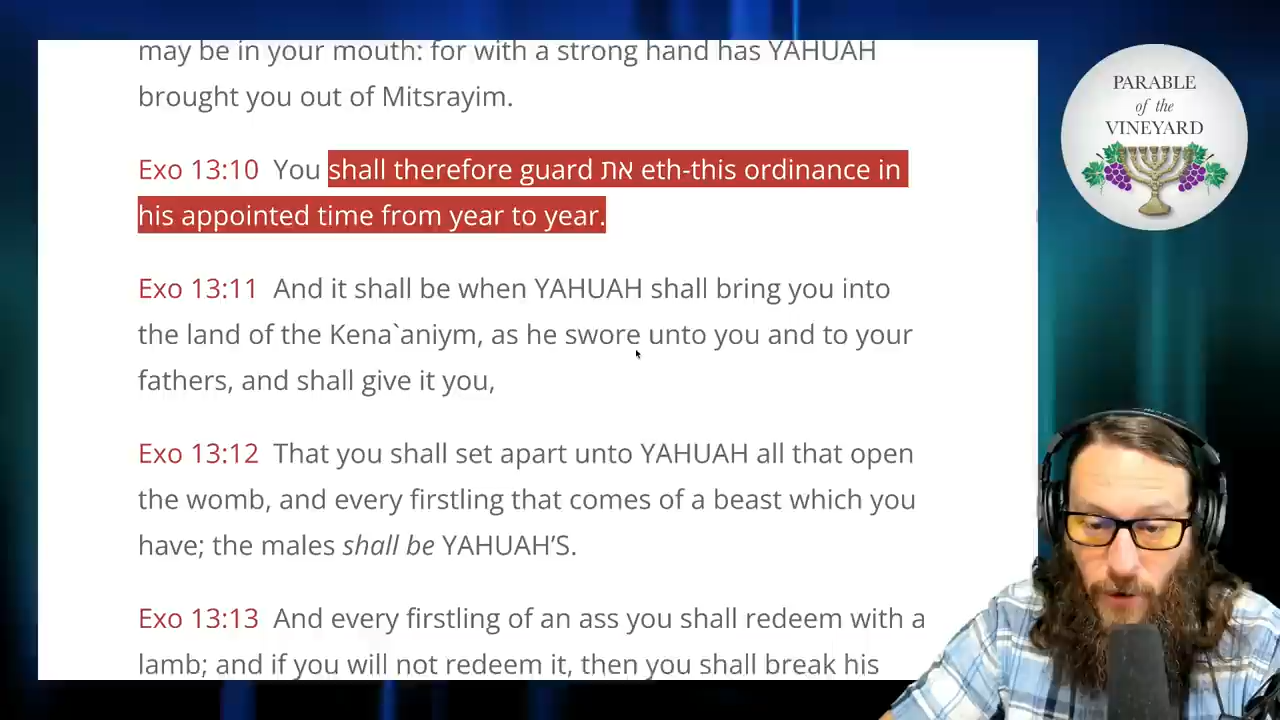 may be in your mouth: for with a strong hand has YAHUAH
brought you out of Mitsrayim.
Exo 13:10 You shall therefore guard את eth-this ordinance in
his appointed time from year to year.
Exo 13:11 And it shall be when YAHUAH shall bring you into
the land of the Kena`aniym, as he swore unto you and to your
fathers, and shall give it you,
Exo 13:12 That you shall set apart unto YAHUAH all that open
the womb, and every firstling that comes of a beast which you
have; the males shall be YAHUAH’S.
Exo 13:13 And every firstling of an ass you shall redeem with a
lamb; and if you will not redeem it, then you shall break his
PARABLE
of the
VINEYARD